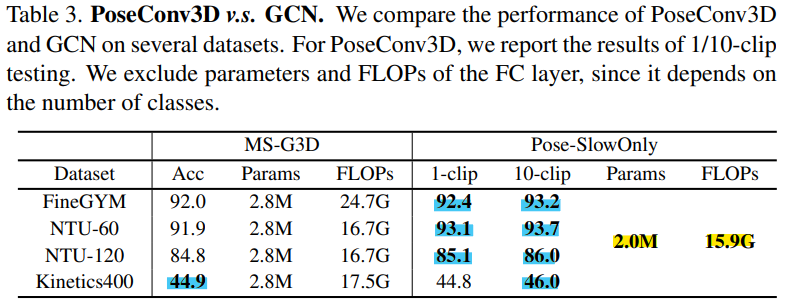 Table 3. PoseConv3D v.s. GCN. We compare the performance of PoseConv3D
and GCN on several datasets. For PoseConv3D, we report the results of 1/10-clip
testing. We exclude parameters and FLOPs of the FC layer, since it depends on
the number of classes.
MS-G3D Pose-SlowOnly
Dataset Acc Params FLOPs 1-clip 10-clip Params FLOPs
FineGYM 92.0 2.8M 24.7G 92.4 93.2
NTU-60 91.9 2.8M 16.7G 93.1 93.7
2.0M 15.9G
NTU-120 84.8 2.8M 16.7G 85.1 86.0
Kinetics400 44.9 2.8M 17.5G 44.8 46.0